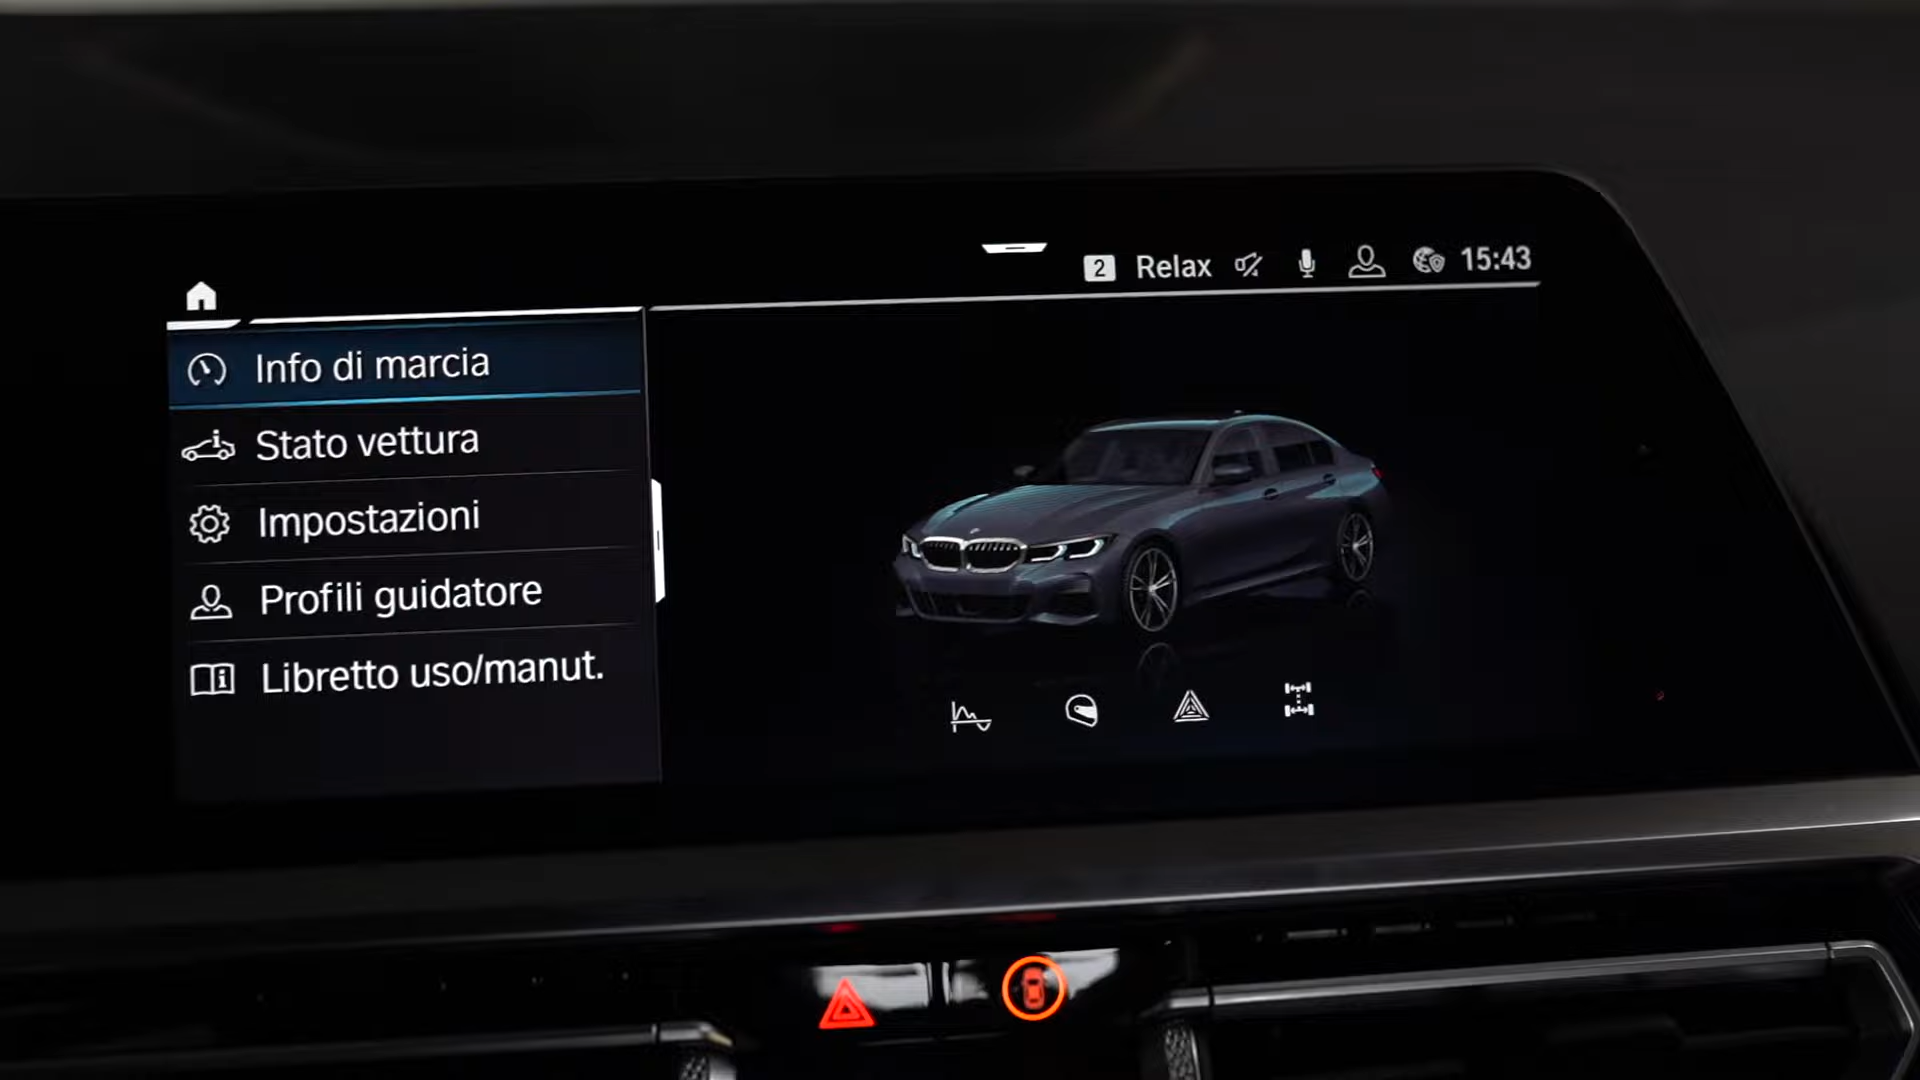 2 Relax 15:43
Info di marcia
Stato vettura
Impostazioni
Profili guidatore
Libretto uso/manut.